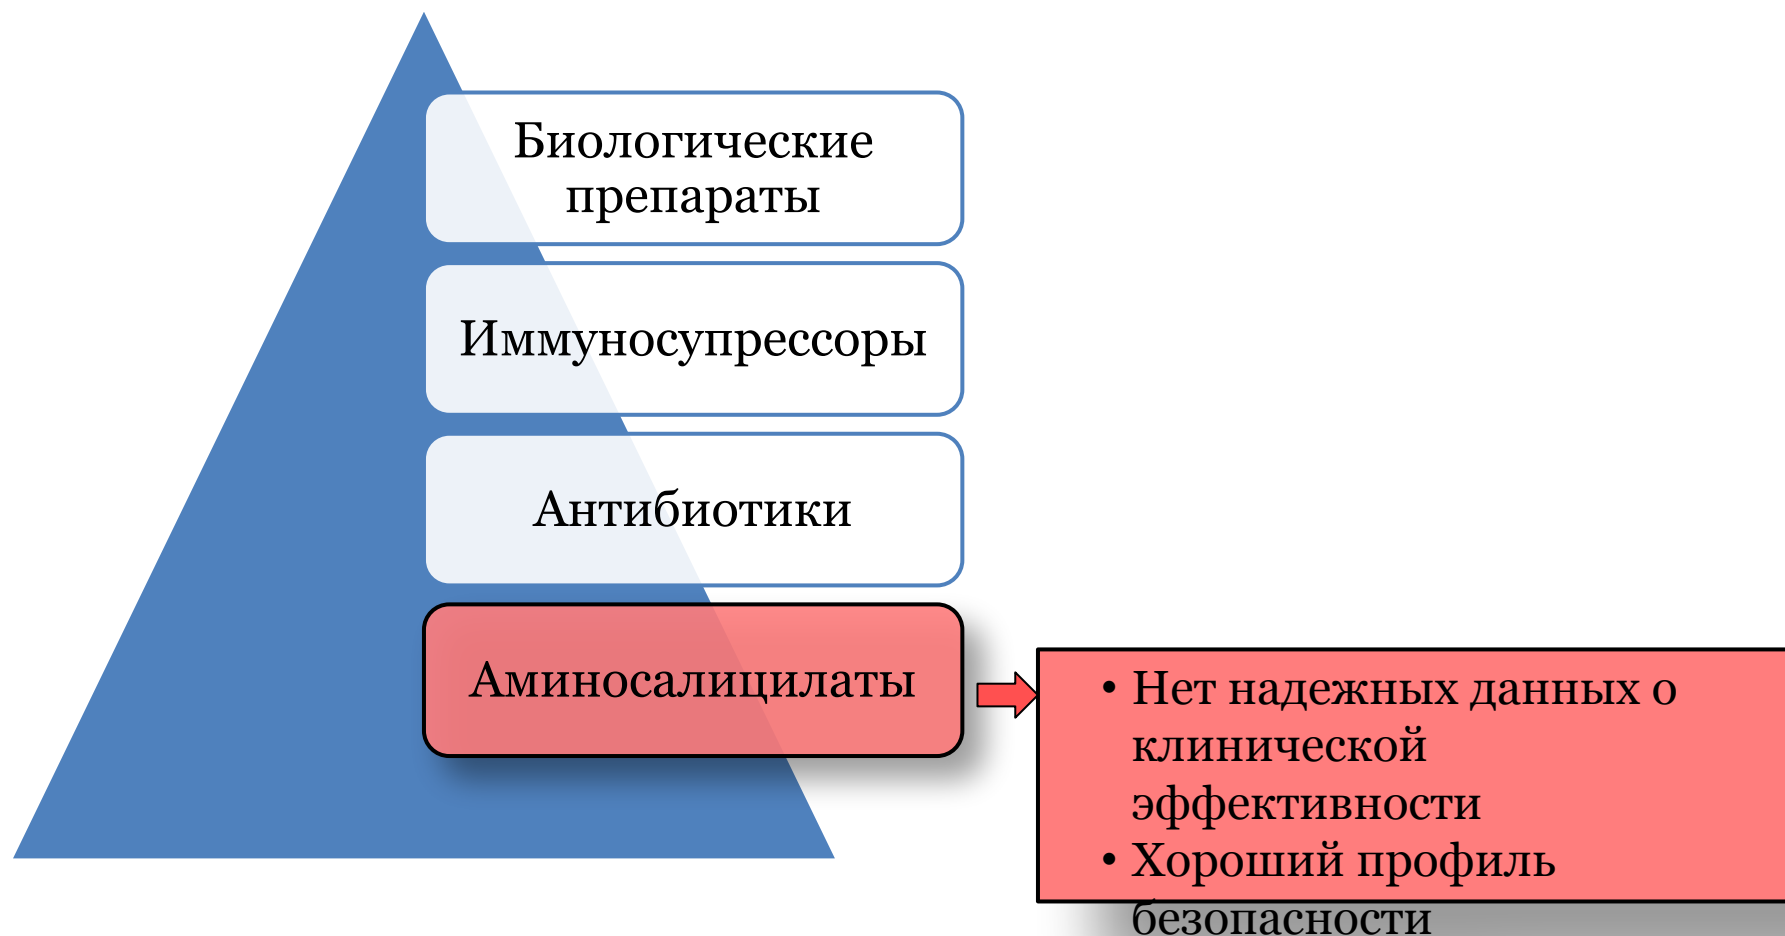 Биологические
препараты
Иммуносупрессоры
Антибиотики
Аминосалицилаты
• Нет надежных данных о
клинической
эффективности
• Хороший профиль
безопасности